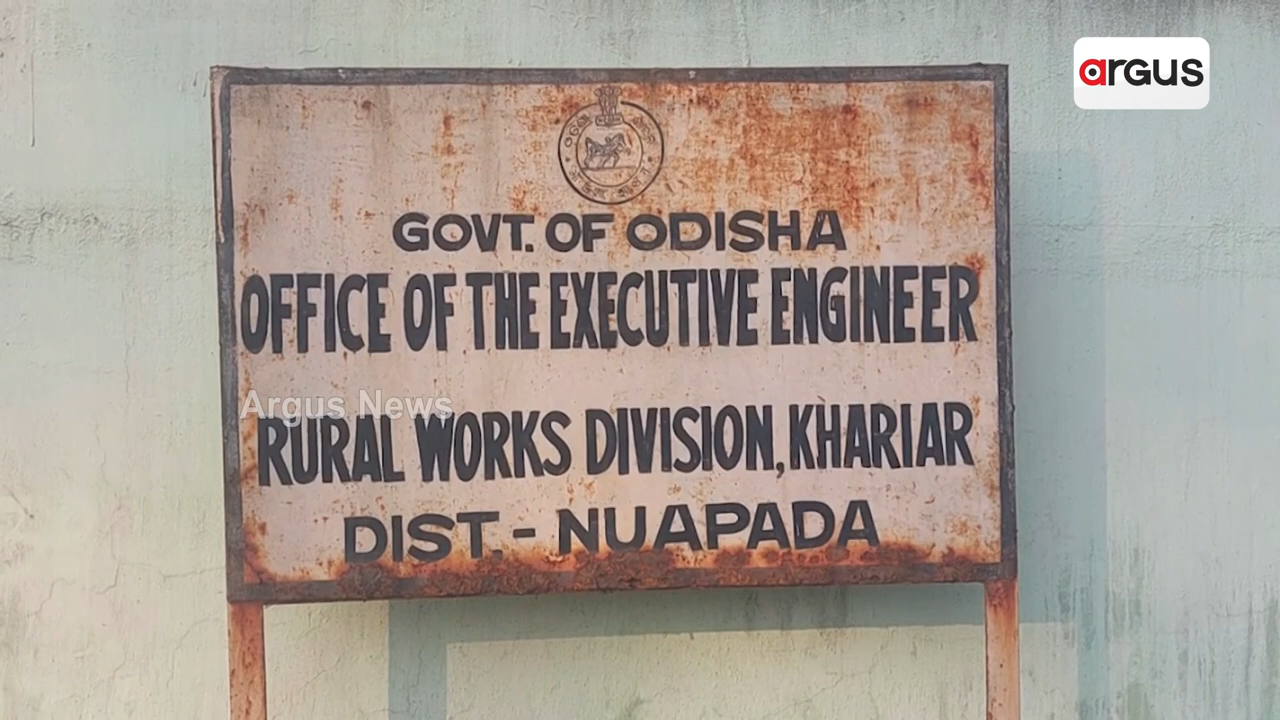 argus
GOVT. OF ODISHA
OFFICE OF THE EXECUTIVE ENGINEER
Argus News
RURAL WORKS DIVISION, KHARIAR
DIST. - NUAPADA